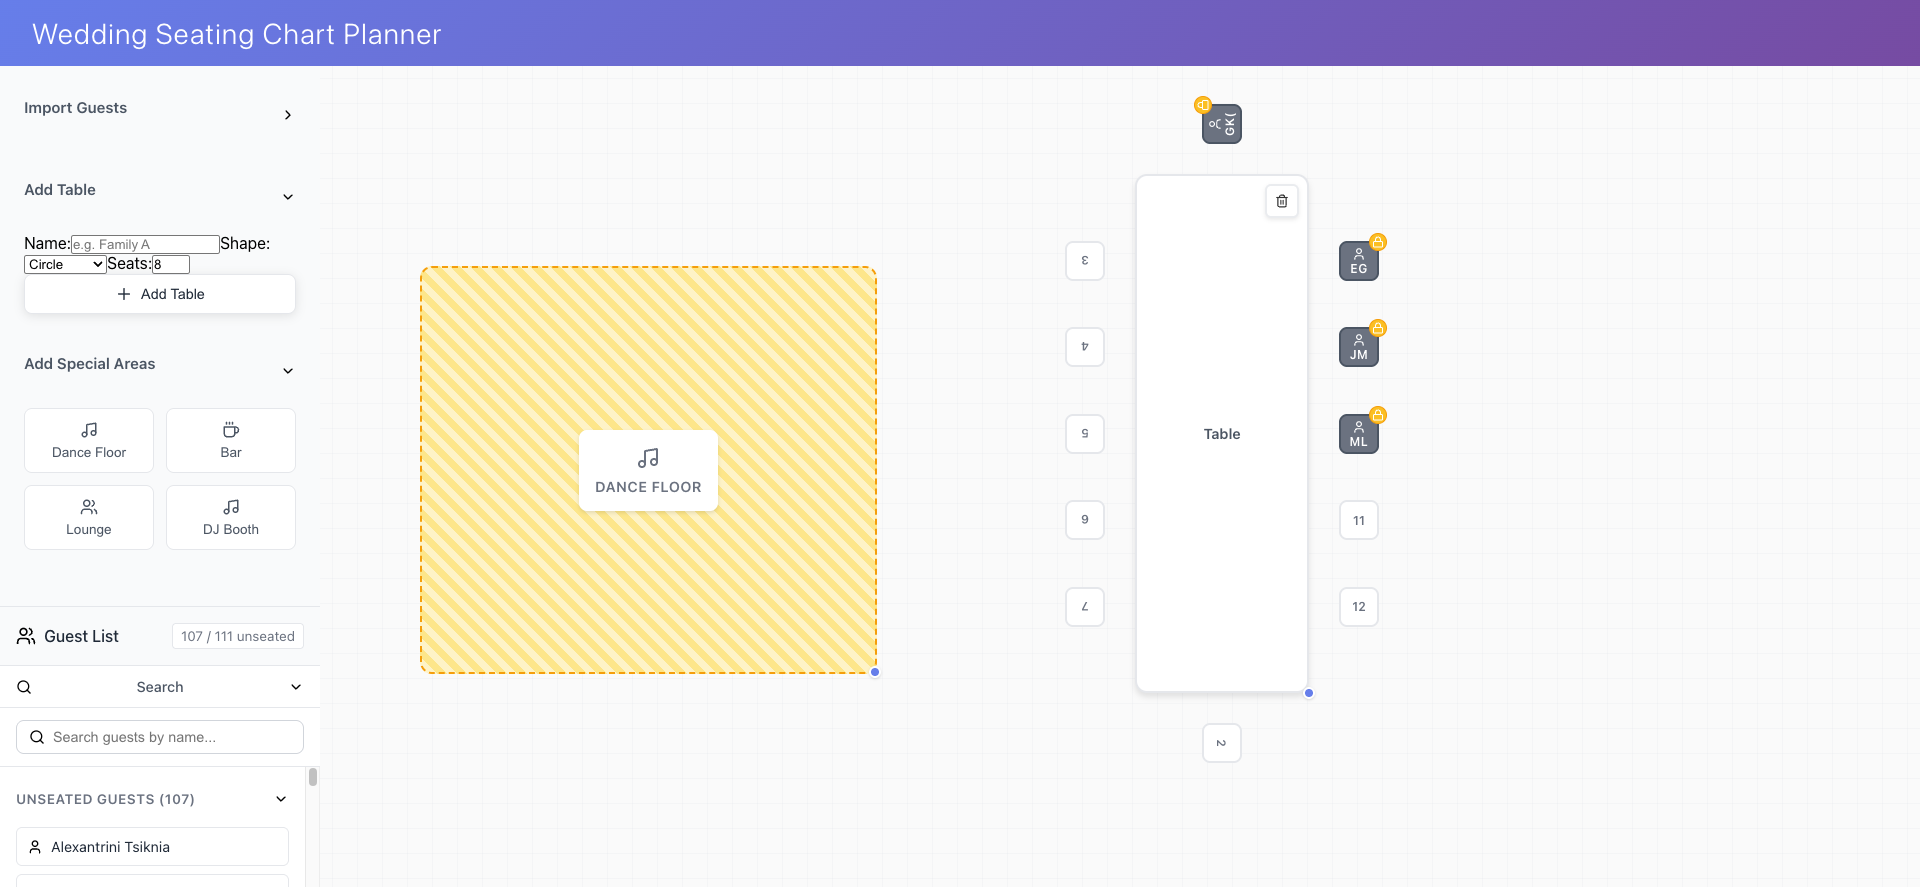 Wedding Seating Chart Planner
Import Guests
Add Table
Name: e.g. Family A Shape:
Circle Seats: 8
Add Table
Add Special Areas
Dance Floor
Bar
Lounge
DJ Booth
Guest List
107 / 111 unseated
Search
Search guests by name...
UNSEATED GUESTS (107)
Alexantrini Tsiknia
DANCE FLOOR
GK(
3
EG
4
JM
5
Table
ML
6
11
7
12
2